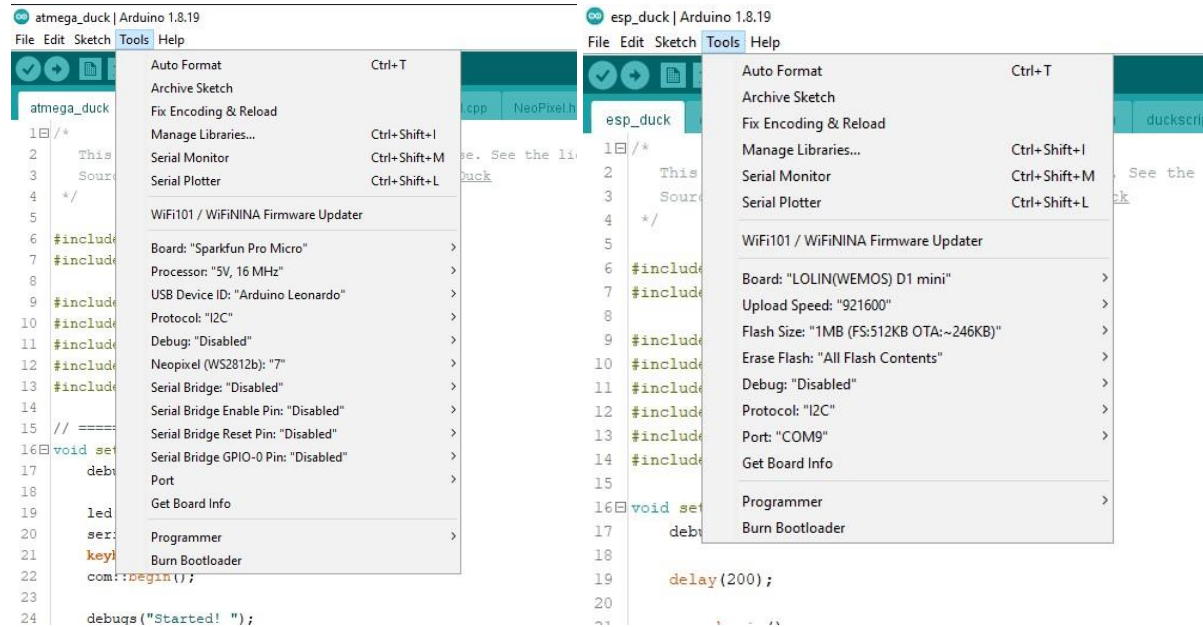 atmega_duck | Arduino 1.8.19
File Edit Sketch Tools Help
atmega_duck
.cpp NeoPixel.h
Auto Format Ctrl+T
Archive Sketch
Fix Encoding & Reload
Manage Libraries... Ctrl+Shift+I
Serial Monitor Ctrl+Shift+M
Serial Plotter Ctrl+Shift+L
WiFi101 / WiFiNINA Firmware Updater
Board: "Sparkfun Pro Micro"
Processor: "5V, 16 MHz"
USB Device ID: "Arduino Leonardo"
Protocol: "I2C"
Debug: "Disabled"
Neopixel (WS2812b): "7"
Serial Bridge: "Disabled"
Serial Bridge Enable Pin: "Disabled"
Serial Bridge Reset Pin: "Disabled"
Serial Bridge GPIO-0 Pin: "Disabled"
Port
Get Board Info
Programmer
Burn Bootloader
1 /*
2 This se. See the lic
3 Sourc Duck
4 */
5
6 #include
7 #include
8
9 #include
10 #include
11 #include
12 #include
13 #include
14
15 // =====
16 void set
17 debu
18
19 led
20 seri
21 keyb
22 com::begin();
23
24 debugs("Started! ");
esp_duck | Arduino 1.8.19
File Edit Sketch Tools Help
esp_duck
duckscri
Auto Format Ctrl+T
Archive Sketch
Fix Encoding & Reload
Manage Libraries... Ctrl+Shift+I
Serial Monitor Ctrl+Shift+M
Serial Plotter Ctrl+Shift+L
WiFi101 / WiFiNINA Firmware Updater
Board: "LOLIN(WEMOS) D1 mini"
Upload Speed: "921600"
Flash Size: "1MB (FS:512KB OTA:~246KB)"
Erase Flash: "All Flash Contents"
Debug: "Disabled"
Protocol: "I2C"
Port: "COM9"
Get Board Info
Programmer
Burn Bootloader
1 /*
2 This . See the
3 Sourc ck
4 */
5
6 #include
7 #include
8
9 #include
10 #include
11 #include
12 #include
13 #include
14 #include
15
16 void set
17 debu
18
19 delay(200);
20